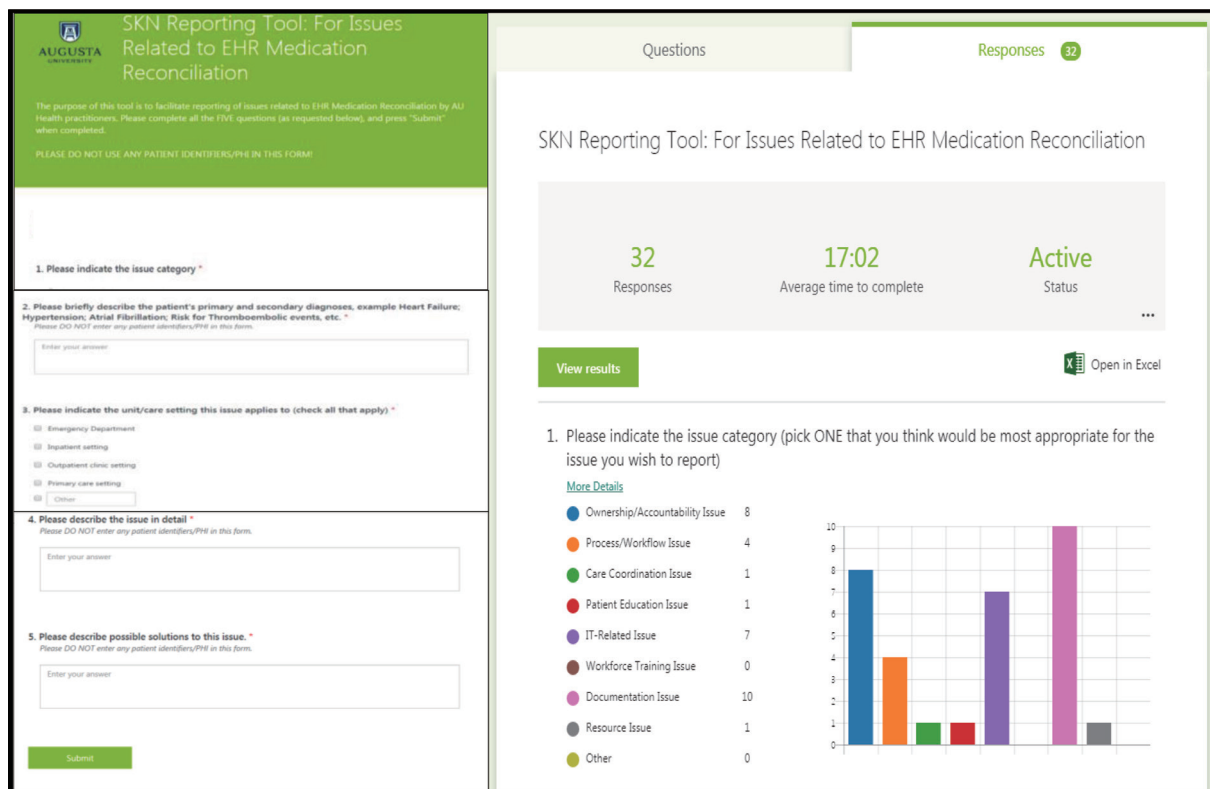 AUGUSTA
UNIVERSITY
SKN Reporting Tool: For Issues
Related to EHR Medication
Reconciliation
The purpose of this tool is to facilitate reporting of issues related to EHR Medication Reconciliation by AU
Health practitioners. Please complete all the FIVE questions (as requested below), and press "Submit"
when completed.
PLEASE DO NOT USE ANY PATIENT IDENTIFIERS/PHI IN THIS FORM!
1. Please indicate the issue category *
2. Please briefly describe the patient's primary and secondary diagnoses, example Heart Failure;
Hypertension; Atrial Fibrillation; Risk for Thromboembolic events, etc. *
Please DO NOT enter any patient identifiers/PHI in this form.
Enter your answer
3. Please indicate the unit/care setting this issue applies to (check all that apply) *
Emergency Department
Inpatient setting
Outpatient clinic setting
Primary care setting
Other
4. Please describe the issue in detail *
Please DO NOT enter any patient identifiers/PHI in this form.
Enter your answer
5. Please describe possible solutions to this issue. *
Please DO NOT enter any patient identifiers/PHI in this form.
Enter your answer
Submit
Questions
Responses 32
SKN Reporting Tool: For Issues Related to EHR Medication Reconciliation
32 17:02 Active
Responses Average time to complete Status
...
View results
Open in Excel
1. Please indicate the issue category (pick ONE that you think would be most appropriate for the
issue you wish to report)
More Details
Ownership/Accountability Issue 8
Process/Workflow Issue 4
Care Coordination Issue 1
Patient Education Issue 1
IT-Related Issue 7
Workforce Training Issue 0
Documentation Issue 10
Resource Issue 1
Other 0
10
9
8
7
6
5
4
3
2
1
0